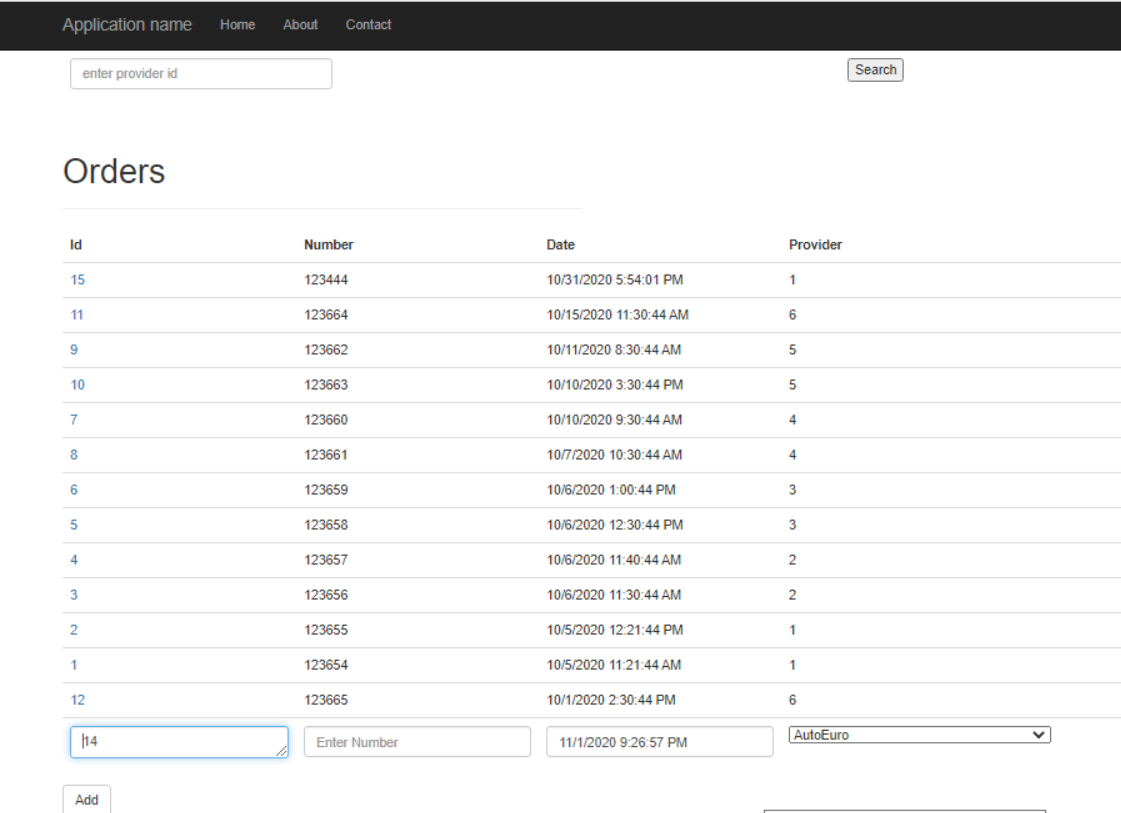 Application name Home About Contact
enter provider id Search
Orders
Id Number Date Provider
15 123444 10/31/2020 5:54:01 PM 1
11 123664 10/15/2020 11:30:44 AM 6
9 123662 10/11/2020 8:30:44 AM 5
10 123663 10/10/2020 3:30:44 PM 5
7 123660 10/10/2020 9:30:44 AM 4
8 123661 10/7/2020 10:30:44 AM 4
6 123659 10/6/2020 1:00:44 PM 3
5 123658 10/6/2020 12:30:44 PM 3
4 123657 10/6/2020 11:40:44 AM 2
3 123656 10/6/2020 11:30:44 AM 2
2 123655 10/5/2020 12:21:44 PM 1
1 123654 10/5/2020 11:21:44 AM 1
12 123665 10/1/2020 2:30:44 PM 6
14 Enter Number 11/1/2020 9:26:57 PM AutoEuro
Add